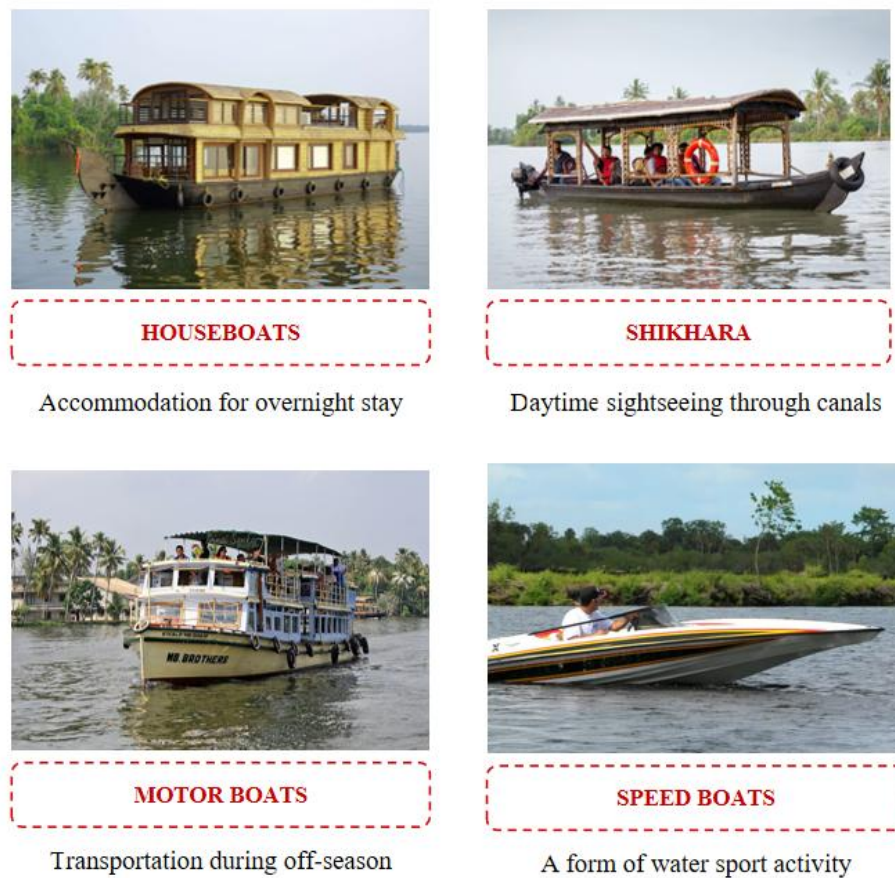 HOUSEBOATS
SHIKHARA
Accommodation for overnight stay
Daytime sightseeing through canals
MB.BROTHERS
MOTOR BOATS
SPEED BOATS
Transportation during off-season
A form of water sport activity